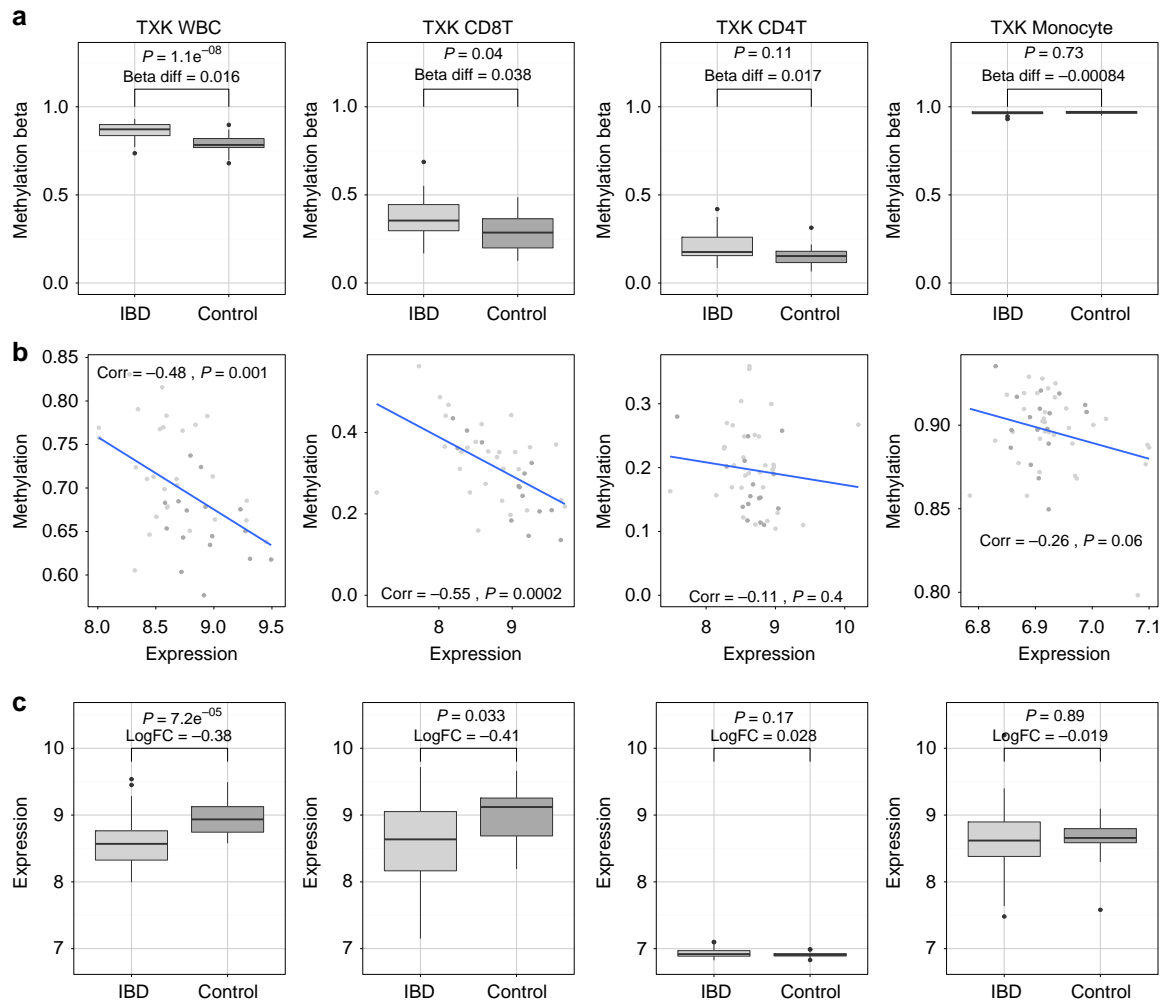 a
TXK WBC
P = 1.1e–08
Beta diff = 0.016
Methylation beta
1.0
0.5
0.0
IBD Control
TXK CD8T
P = 0.04
Beta diff = 0.038
Methylation beta
1.0
0.5
0.0
IBD Control
TXK CD4T
P = 0.11
Beta diff = 0.017
Methylation beta
1.0
0.5
0.0
IBD Control
TXK Monocyte
P = 0.73
Beta diff = –0.00084
Methylation beta
1.0
0.5
0.0
IBD Control
b
Corr = –0.48 , P = 0.001
Methylation
0.85
0.80
0.75
0.70
0.65
0.60
8.0 8.5 9.0 9.5
Expression
Methylation
0.4
0.2
0.0
Corr = –0.55 , P = 0.0002
8 9
Expression
Methylation
0.3
0.2
0.1
0.0
Corr = –0.11 , P = 0.4
8 9 10
Expression
Methylation
0.90
0.85
0.80
Corr = –0.26 , P = 0.06
6.8 6.9 7.0 7.1
Expression
c
P = 7.2e–05
LogFC = –0.38
Expression
10
9
8
7
IBD Control
P = 0.033
LogFC = –0.41
Expression
10
9
8
7
IBD Control
P = 0.17
LogFC = 0.028
Expression
10
9
8
7
IBD Control
P = 0.89
LogFC = –0.019
Expression
10
9
8
7
IBD Control